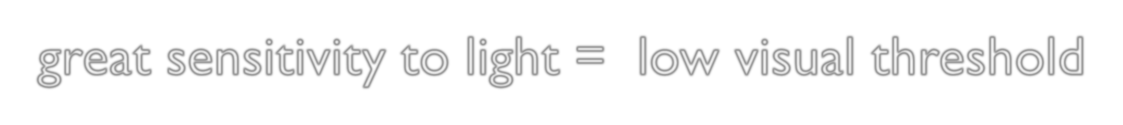 great sensitivity to light =  low visual threshold